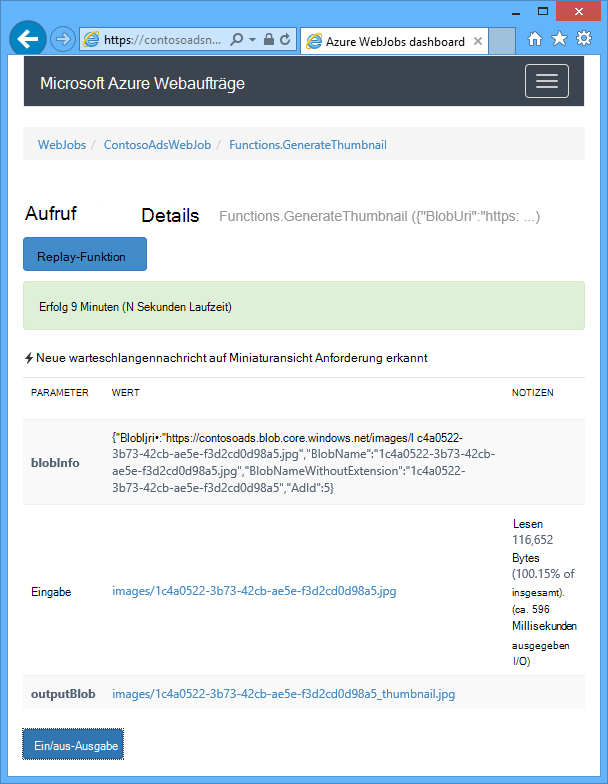 https://contosoadsn...
Azure WebJobs dashboard
Microsoft Azure Webaufträge
WebJobs / ContosoAdsWebJob / Functions.GenerateThumbnail
Aufruf Details Functions.GenerateThumbnail ({"BlobUri":"https: ...)
Replay-Funktion
Erfolg 9 Minuten (N Sekunden Laufzeit)
Neue warteschlangennachricht auf Miniaturansicht Anforderung erkannt
PARAMETER WERT NOTIZEN
{"Blobljri•:"https://contosoads.blob.core.windows.net/images/l c4a0522-
3b73-42cb-ae5e-f3d2cd0d98a5.jpg","BlobName":"1c4a0522-3b73-42cb-
blobInfo
ae5e-f3d2cd0d98a5.jpg","BlobNameWithoutExtension":"1c4a0522-
3b73-42cb-ae5e-f3d2cd0d98a5","AdId":5}
Eingabe
images/1c4a0522-3b73-42cb-ae5e-f3d2cd0d98a5.jpg
Lesen
116,652
Bytes
(100.15% of
insgesamt).
(ca. 596
Millisekunden
ausgegeben
I/O)
outputBlob images/1c4a0522-3b73-42cb-ae5e-f3d2cd0d98a5_thumbnail.jpg
Ein/aus-Ausgabe